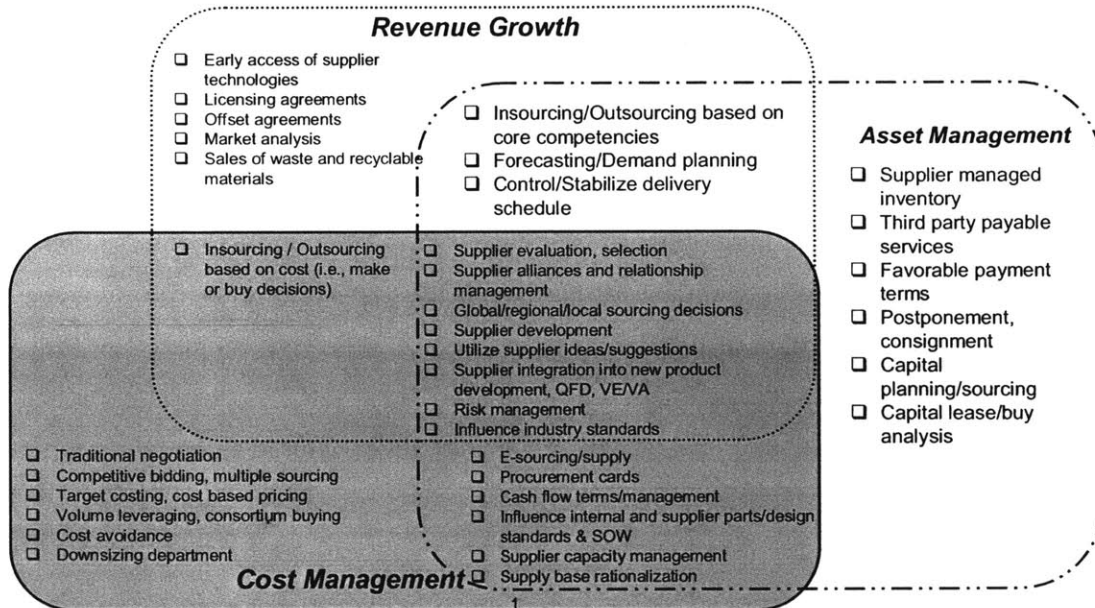 Revenue Growth
❑ Early access of supplier
technologies
❑ Licensing agreements
❑ Offset agreements
❑ Market analysis
❑ Sales of waste and recyclable
materials
❑ Insourcing/Outsourcing based on
core competencies
❑ Forecasting/Demand planning
❑ Control/Stabilize delivery
schedule
Asset Management
❑ Supplier managed
inventory
❑ Third party payable
services
❑ Favorable payment
terms
❑ Postponement,
consignment
❑ Capital
planning/sourcing
❑ Capital lease/buy
analysis
❑ Insourcing / Outsourcing
based on cost (i.e., make
or buy decisions)
❑ Supplier evaluation, selection
❑ Supplier alliances and relationship
management
❑ Global/regional/local sourcing decisions
❑ Supplier development
❑ Utilize supplier ideas/suggestions
❑ Supplier integration into new product
development, QFD, VE/VA
❑ Risk management
❑ Influence industry standards
❑ Traditional negotiation
❑ Competitive bidding, multiple sourcing
❑ Target costing, cost based pricing
❑ Volume leveraging, consortium buying
❑ Cost avoidance
❑ Downsizing department
❑ E-sourcing/supply
❑ Procurement cards
❑ Cash flow terms/management
❑ Influence internal and supplier parts/design
standards & SOW
❑ Supplier capacity management
❑ Supply base rationalization
Cost Management
1